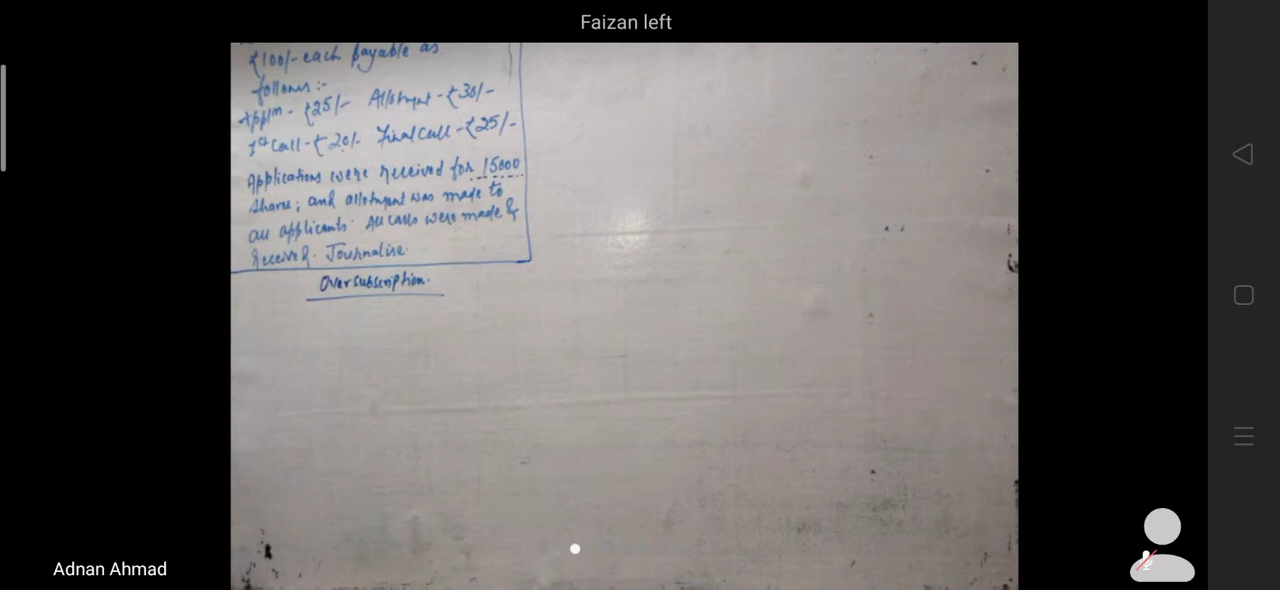 Faizan left
₹100/- each payable as
follows:-
Appln - ₹25/- Allotment - ₹30/-
1st Call - ₹20/- Final Call - ₹25/-
Applications were received for 15000
shares; and allotment was made to
all applicants. All calls were made &
received. Journalise.
Oversubscription.
Adnan Ahmad